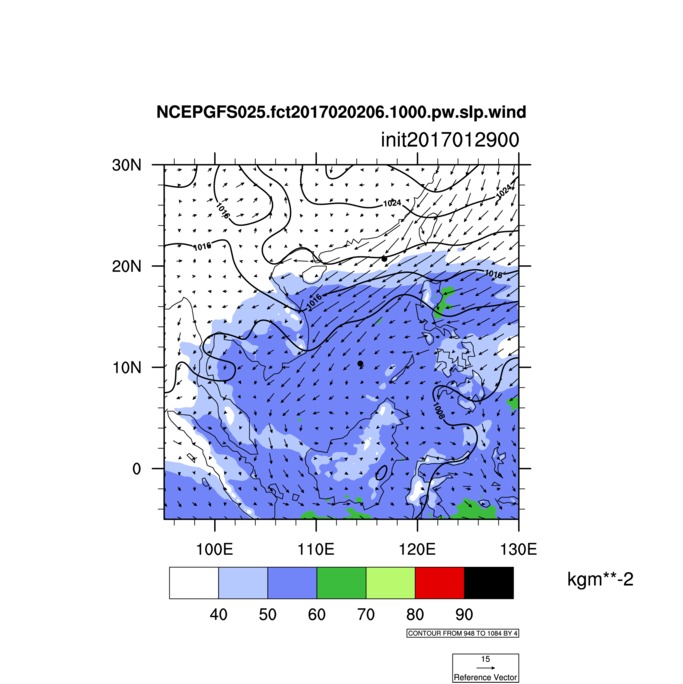 NCEPGFS025.fct2017020206.1000.pw.slp.wind
init2017012900
30N
20N
10N
0
100E 110E 120E 130E
1016
1024
1024
1016
1016
1016
1008
kgm**-2
40 50 60 70 80 90
CONTOUR FROM 948 TO 1084 BY 4
15
Reference Vector